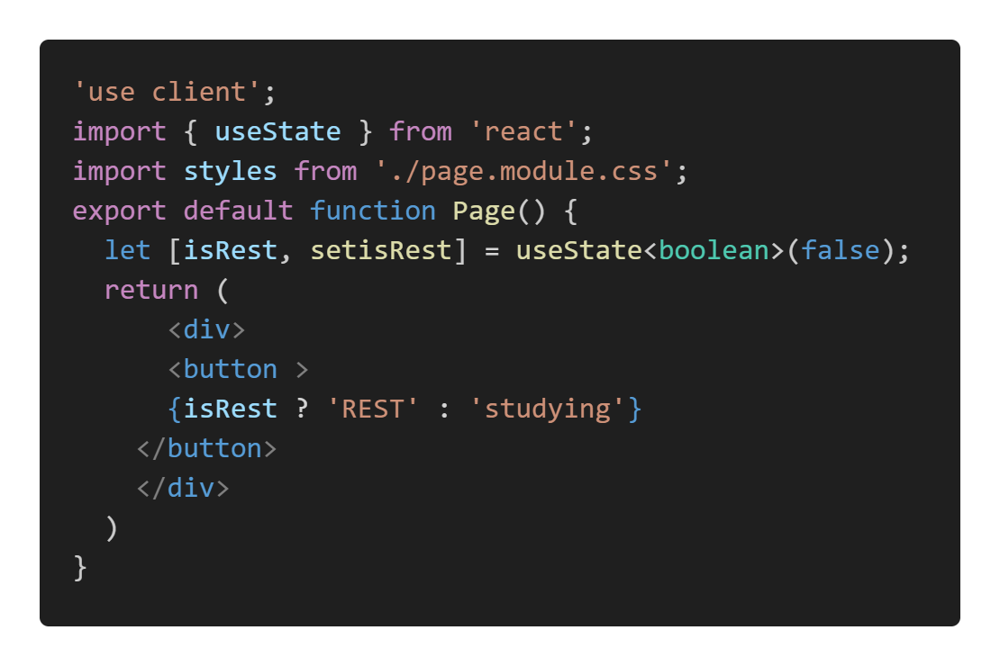 'use client';
import { useState } from 'react';
import styles from './page.module.css';
export default function Page() {
  let [isRest, setisRest] = useState<boolean>(false);
  return (
      <div>
      <button >
      {isRest ? 'REST' : 'studying'}
    </button>
    </div>
  )
}